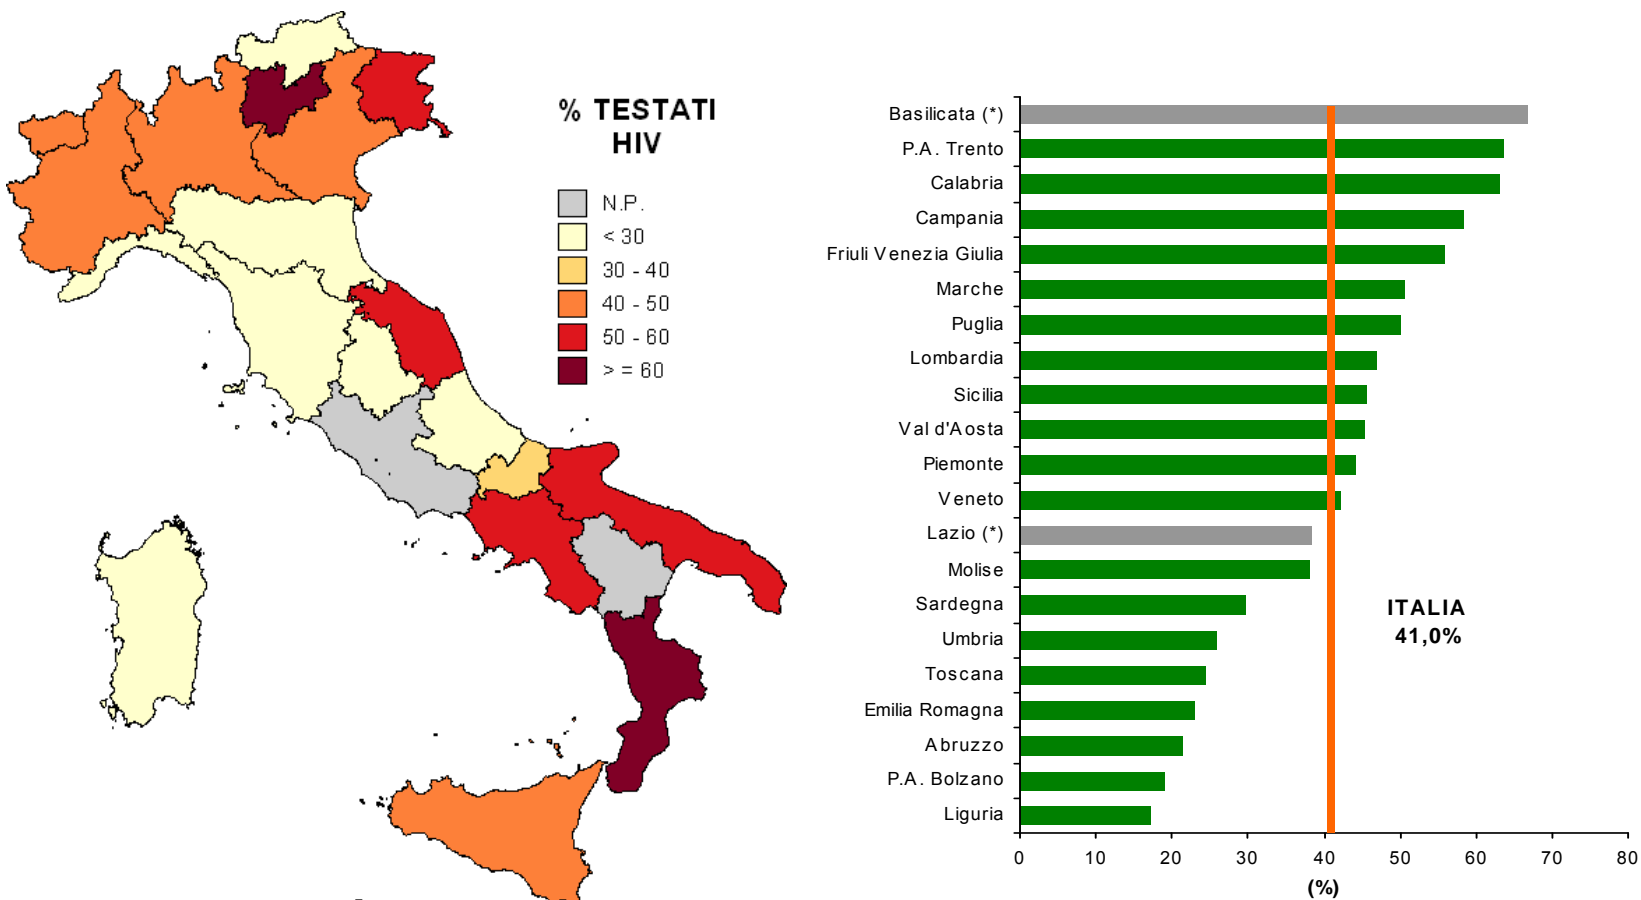 % TESTATI
HIV
N.P.
< 30
30 - 40
40 - 50
50 - 60
> = 60
Basilicata (*)
P.A. Trento
Calabria
Campania
Friuli Venezia Giulia
Marche
Puglia
Lombardia
Sicilia
Val d'Aosta
Piemonte
Veneto
Lazio (*)
Molise
Sardegna
Umbria
Toscana
Emilia Romagna
Abruzzo
P.A. Bolzano
Liguria
ITALIA
41,0%
0 10 20 30 40 50 60 70 80
(%)